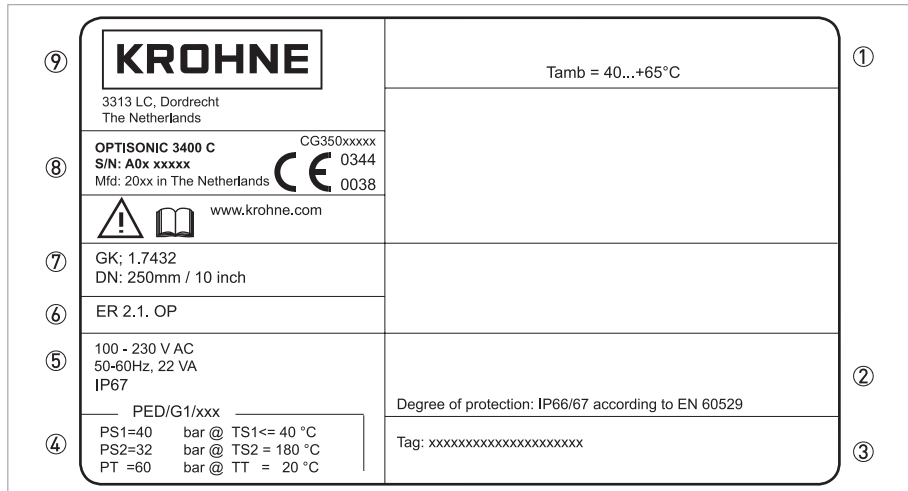 ⑨
KROHNE
3313 LC, Dordrecht
The Netherlands
⑧
OPTISONIC 3400 C
S/N: A0x xxxxx
Mfd: 20xx in The Netherlands
CG350xxxxx
CE 0344
0038
www.krohne.com
⑦
GK; 1.7432
DN: 250mm / 10 inch
⑥
ER 2.1. OP
⑤
100 - 230 V AC
50-60Hz, 22 VA
IP67
④
PED/G1/xxx
PS1=40 bar @ TS1<= 40 °C
PS2=32 bar @ TS2 = 180 °C
PT =60 bar @ TT = 20 °C
①
Tamb = 40...+65°C
②
Degree of protection: IP66/67 according to EN 60529
③
Tag: xxxxxxxxxxxxxxxxxxxxx